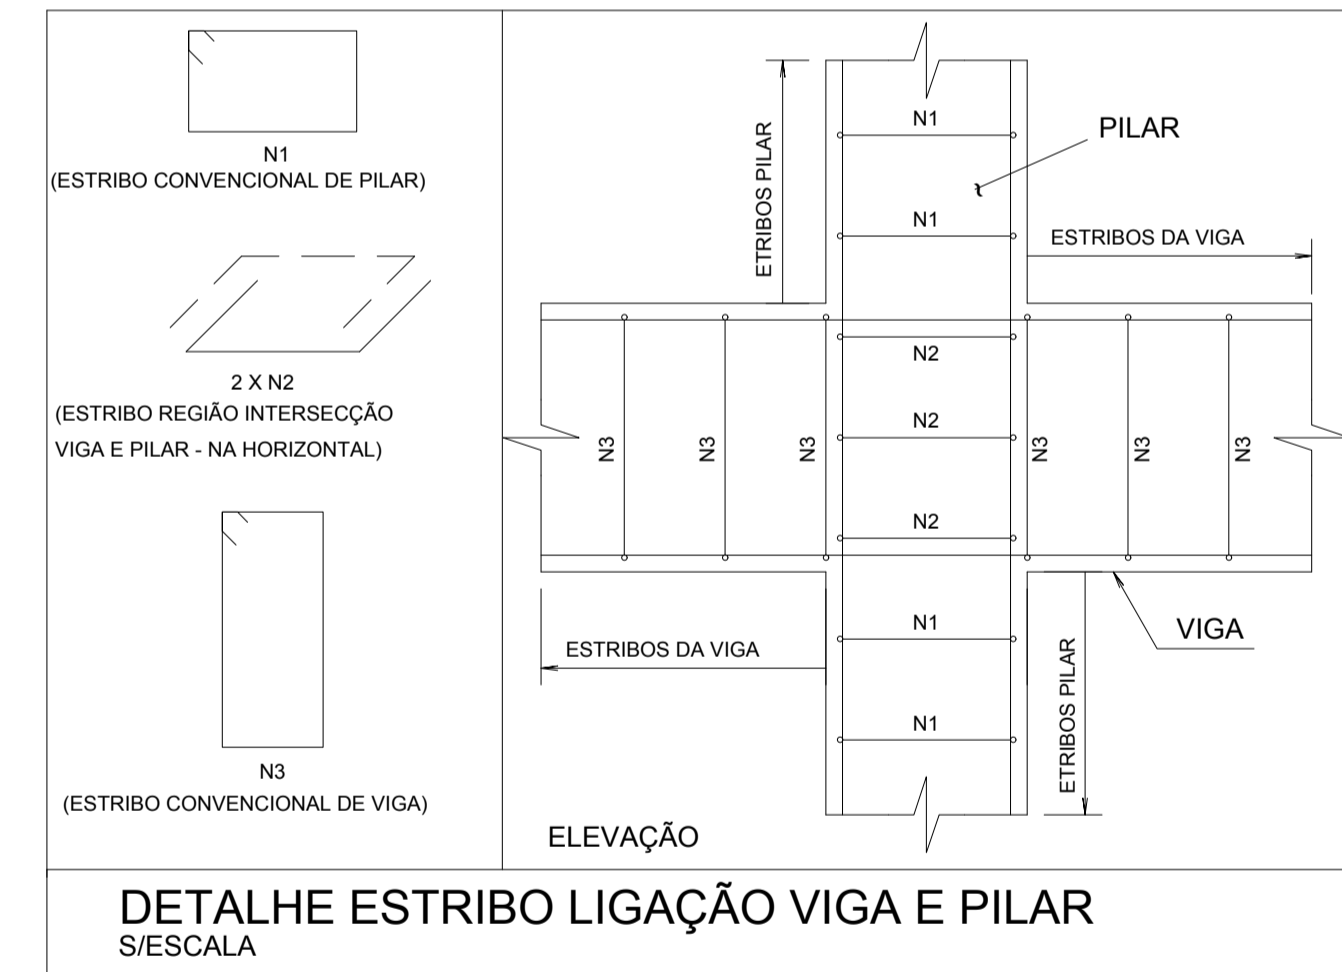 N1
(ESTRIBO CONVENCIONAL DE PILAR)
2 X N2
(ESTRIBO REGIÃO INTERSECÇÃO
VIGA E PILAR - NA HORIZONTAL)
N3
(ESTRIBO CONVENCIONAL DE VIGA)
ETRIBOS PILAR
N1
PILAR
N1
ESTRIBOS DA VIGA
N2
N2
N3
N3
N3
N3
N3
N3
N2
N1
ESTRIBOS DA VIGA
VIGA
ETRIBOS PILAR
N1
ELEVAÇÃO
DETALHE ESTRIBO LIGAÇÃO VIGA E PILAR
S/ESCALA